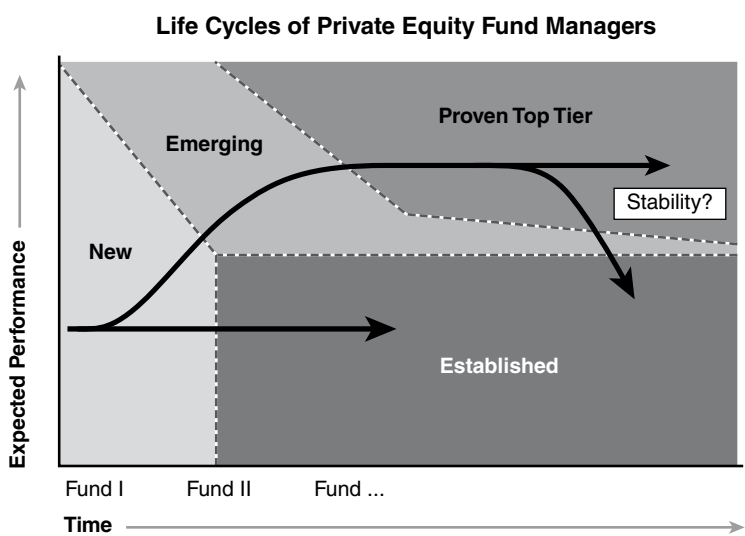 Life Cycles of Private Equity Fund Managers
Expected Performance
Emerging
Proven Top Tier
Stability?
New
Established
Fund I
Fund II
Fund ...
Time